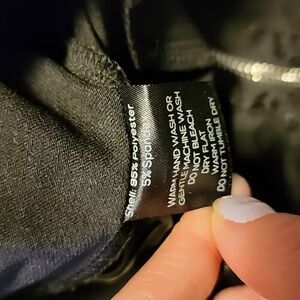 Shell: 95% Polyester
5% Spandex
WARM HAND WASH OR
GENTLE MACHINE WASH
DO NOT BLEACH
DRY FLAT
WARM IRON
DO NOT TUMBLE DRY